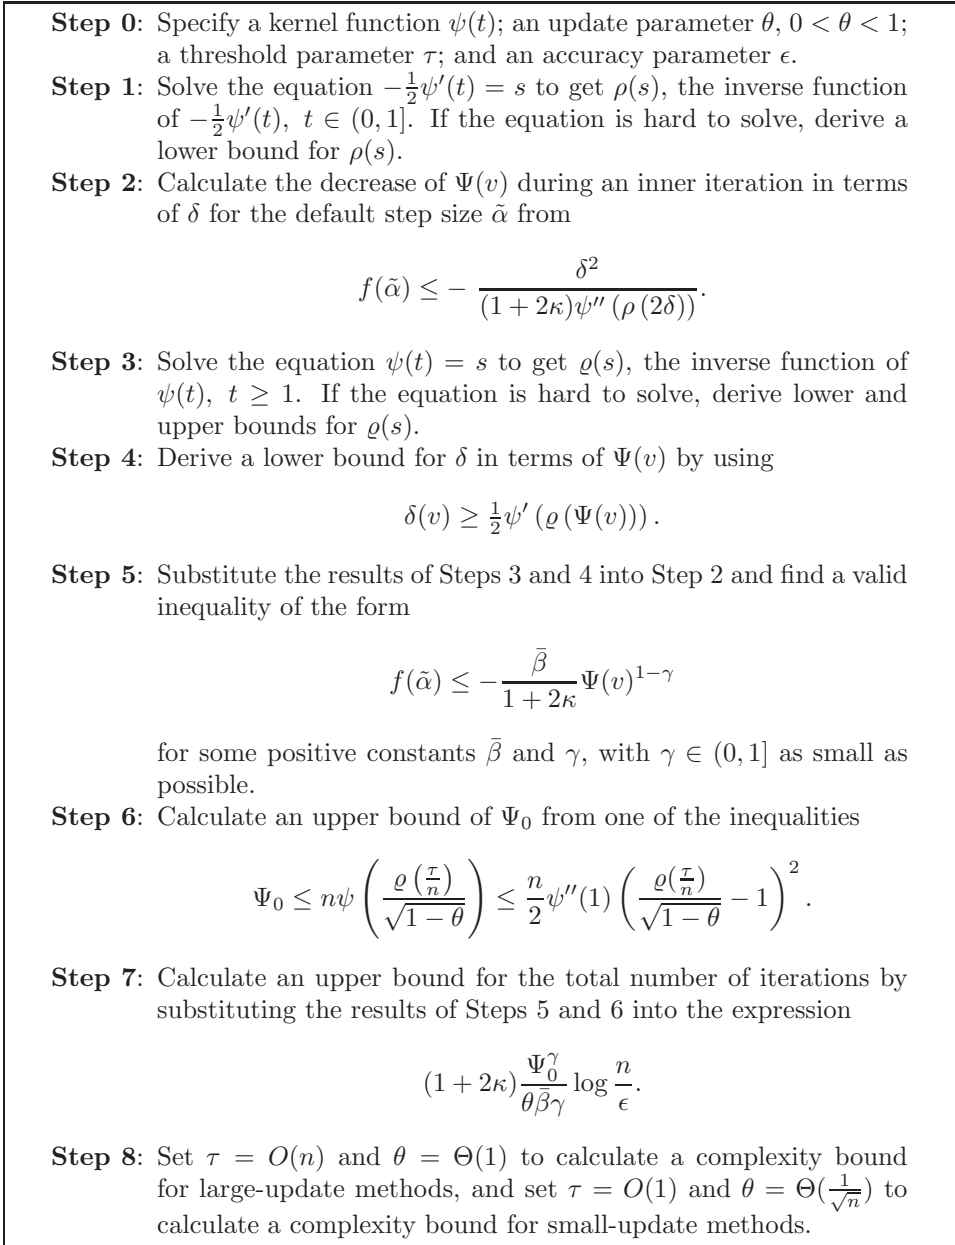 Step 0: Specify a kernel function ψ(t); an update parameter θ, 0 < θ < 1;
a threshold parameter τ; and an accuracy parameter ϵ.
Step 1: Solve the equation −½ψ′(t) = s to get ρ(s), the inverse function
of −½ψ′(t), t ∈ (0, 1]. If the equation is hard to solve, derive a
lower bound for ρ(s).
Step 2: Calculate the decrease of Ψ(v) during an inner iteration in terms
of δ for the default step size α̃ from
f(α̃) ≤ − δ² / ((1 + 2κ)ψ″ (ρ (2δ))).
Step 3: Solve the equation ψ(t) = s to get ϱ(s), the inverse function of
ψ(t), t ≥ 1. If the equation is hard to solve, derive lower and
upper bounds for ϱ(s).
Step 4: Derive a lower bound for δ in terms of Ψ(v) by using
δ(v) ≥ ½ψ′ (ϱ (Ψ(v))) .
Step 5: Substitute the results of Steps 3 and 4 into Step 2 and find a valid
inequality of the form
f(α̃) ≤ − β̄ / (1 + 2κ) Ψ(v)^{1−γ}
for some positive constants β̄ and γ, with γ ∈ (0, 1] as small as
possible.
Step 6: Calculate an upper bound of Ψ₀ from one of the inequalities
Ψ₀ ≤ nψ ( ϱ (τ/n) / √(1 − θ) ) ≤ n/2 ψ″(1) ( ϱ(τ/n) / √(1 − θ) − 1 )² .
Step 7: Calculate an upper bound for the total number of iterations by
substituting the results of Steps 5 and 6 into the expression
(1 + 2κ) Ψ₀^γ / (θβ̄γ) log n/ϵ.
Step 8: Set τ = O(n) and θ = Θ(1) to calculate a complexity bound
for large-update methods, and set τ = O(1) and θ = Θ(1/√n) to
calculate a complexity bound for small-update methods.